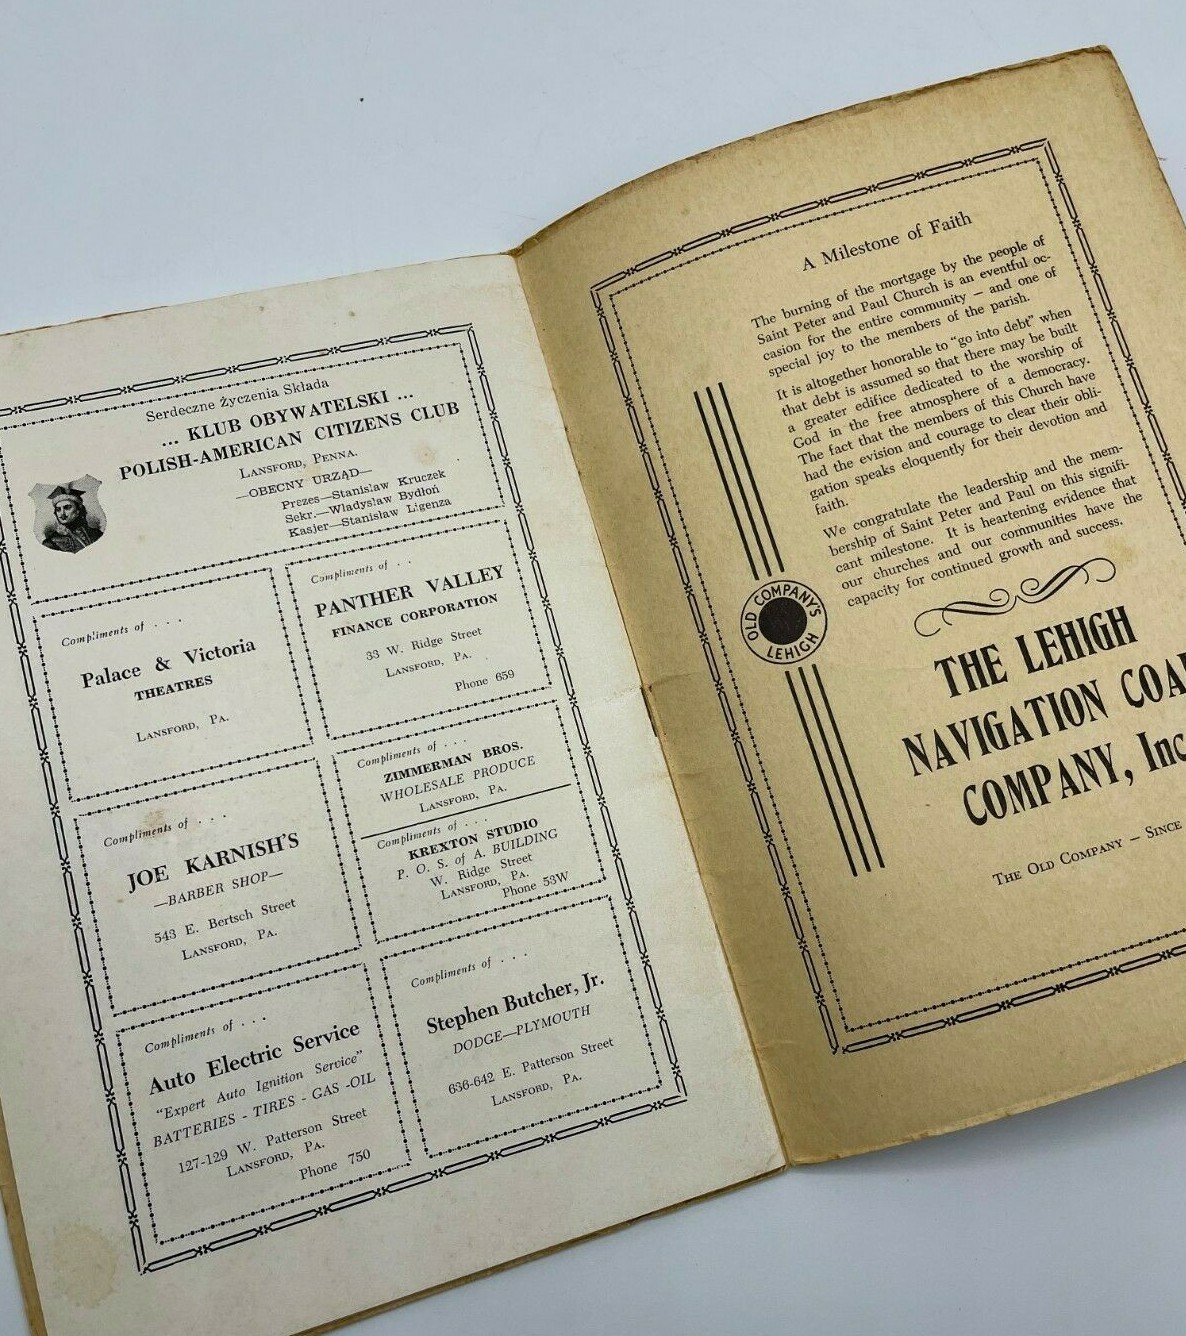 Serdeczne Życzenia Składa
... KLUB OBYWATELSKI ...
POLISH-AMERICAN CITIZENS CLUB
LANSFORD, PENNA.
—OBECNY URZĄD—
Prezes—Stanislaw Kruczek
Sekr.—Władysław Bydłoń
Kasjer—Stanisław Ligenza
Compliments of . . .
Palace & Victoria
THEATRES
LANSFORD, PA.
Compliments of . .
PANTHER VALLEY
FINANCE CORPORATION
33 W. Ridge Street
LANSFORD, PA.
Phone 659
Compliments of . . .
JOE KARNISH'S
—BARBER SHOP—
543 E. Bertsch Street
LANSFORD, PA.
Compliments of . . .
ZIMMERMAN BROS.
WHOLESALE PRODUCE
LANSFORD, PA.
Compliments of . . .
KREXTON STUDIO
P. O. S. of A. BUILDING
W. Ridge Street
LANSFORD, PA.
Phone 53W
Compliments of . . .
Auto Electric Service
"Expert Auto Ignition Service"
BATTERIES - TIRES - GAS -OIL
127-129 W. Patterson Street
LANSFORD, PA.
Phone 750
Compliments of . . .
Stephen Butcher, Jr.
DODGE—PLYMOUTH
636-642 E. Patterson Street
LANSFORD, PA.
A Milestone of Faith
The burning of the mortgage by the people of
Saint Peter and Paul Church is an eventful oc-
casion for the entire community – and one of
special joy to the members of the parish.
It is altogether honorable to "go into debt" when
that debt is assumed so that there may be built
a greater edifice dedicated to the worship of
God in the free atmosphere of a democracy.
The fact that the members of this Church have
had the evision and courage to clear their obli-
gation speaks eloquently for their devotion and
faith.
We congratulate the leadership and the mem-
bership of Saint Peter and Paul on this signifi-
cant milestone. It is heartening evidence that
our churches and our communities have the
capacity for continued growth and success.
OLD COMPANY'S
LEHIGH
THE LEHIGH
NAVIGATION COA
COMPANY, Inc
THE OLD COMPANY – SINCE